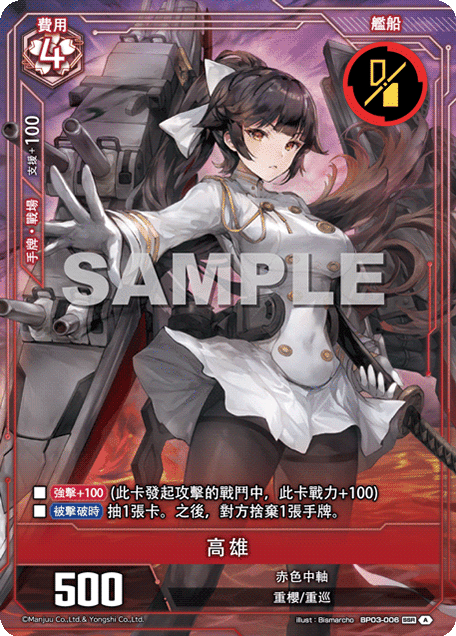 費用
艦船
4
支援+100
手牌・戰場
SAMPLE
強擊+100 (此卡發起攻擊的戰鬥中，此卡戰力+100)
被擊破時 抽1張卡。之後，對方捨棄1張手牌。
高雄
500
赤色中軸
重櫻/重巡
©Manjuu Co.,Ltd.& Yongshi Co.,Ltd. illust : Bismarcho BP03-006 SSR A